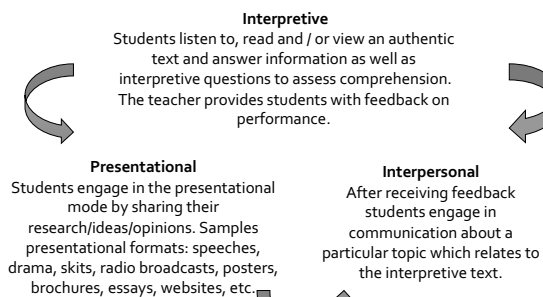 Interpretive
Students listen to, read and / or view an authentic
text and answer information as well as
interpretive questions to assess comprehension.
The teacher provides students with feedback on
performance.
Presentational
Students engage in the presentational
mode by sharing their
research/ideas/opinions. Samples
presentational formats: speeches,
drama, skits, radio broadcasts, posters,
brochures, essays, websites, etc.
Interpersonal
After receiving feedback
students engage in
communication about a
particular topic which relates to
the interpretive text.